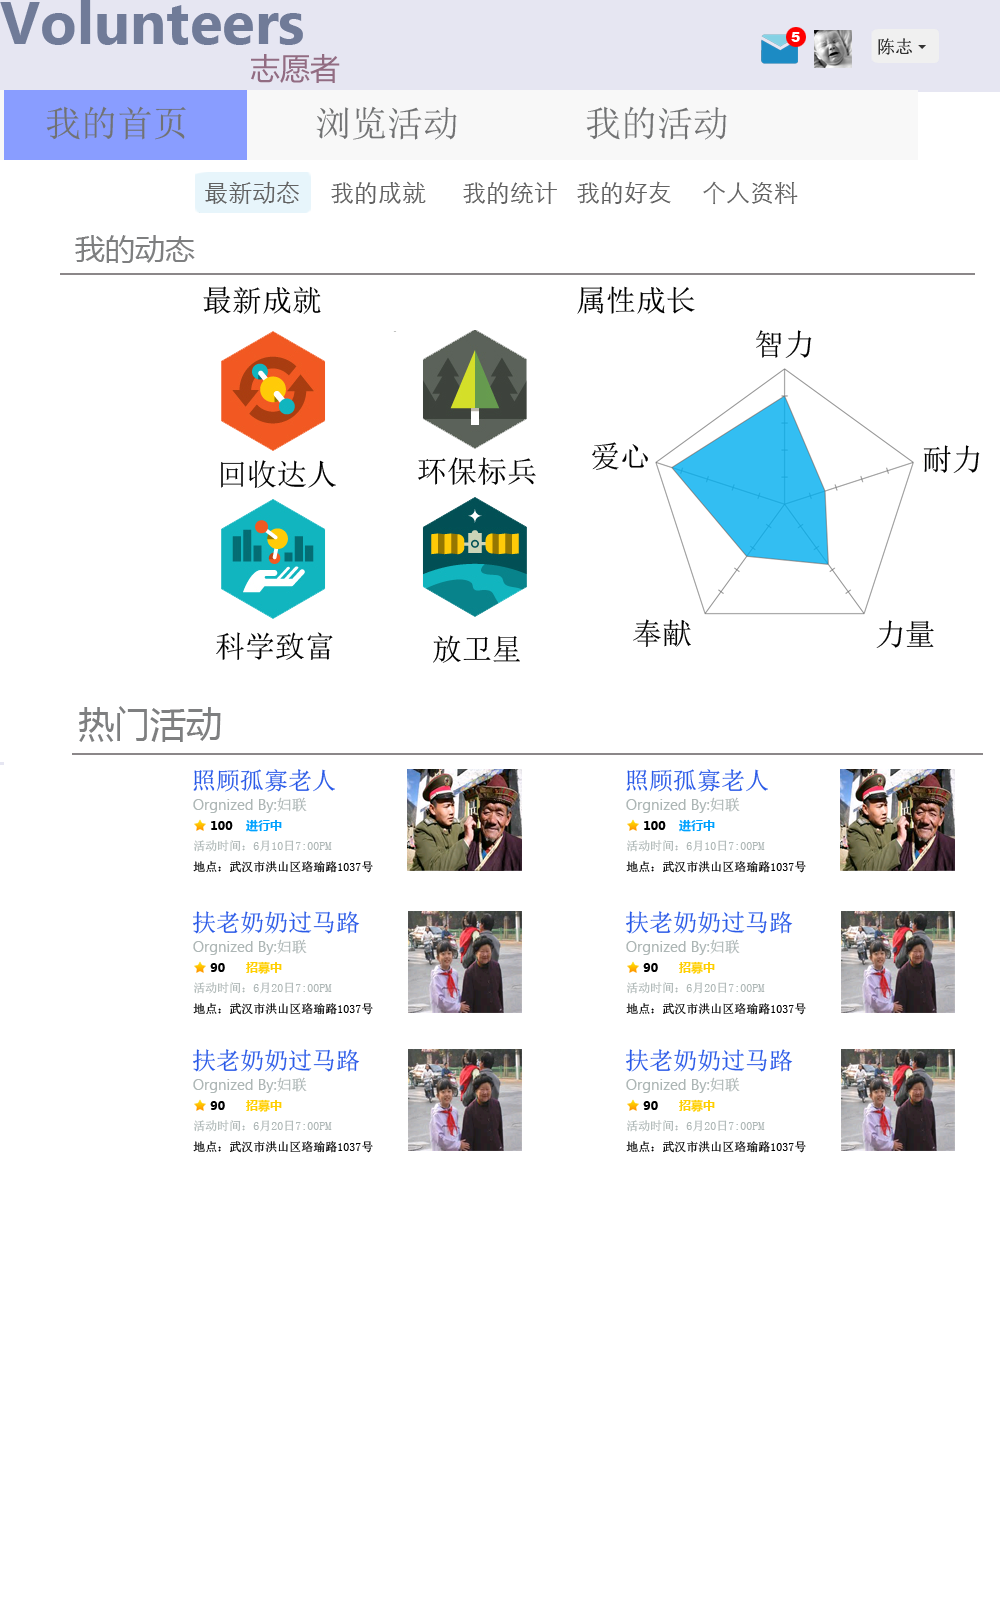 Volunteers
志愿者
5
陈志
我的首页 浏览活动 我的活动
最新动态 我的成就 我的统计 我的好友 个人资料
我的动态
最新成就 属性成长
智力
爱心 耐力
回收达人 环保标兵
奉献 力量
科学致富 放卫星
热门活动
照顾孤寡老人
Orgnized By:妇联
100 进行中
活动时间：6月10日7:00PM
地点：武汉市洪山区珞瑜路1037号
照顾孤寡老人
Orgnized By:妇联
100 进行中
活动时间：6月10日7:00PM
地点：武汉市洪山区珞瑜路1037号
扶老奶奶过马路
Orgnized By:妇联
90 招募中
活动时间：6月20日7:00PM
地点：武汉市洪山区珞瑜路1037号
扶老奶奶过马路
Orgnized By:妇联
90 招募中
活动时间：6月20日7:00PM
地点：武汉市洪山区珞瑜路1037号
扶老奶奶过马路
Orgnized By:妇联
90 招募中
活动时间：6月20日7:00PM
地点：武汉市洪山区珞瑜路1037号
扶老奶奶过马路
Orgnized By:妇联
90 招募中
活动时间：6月20日7:00PM
地点：武汉市洪山区珞瑜路1037号